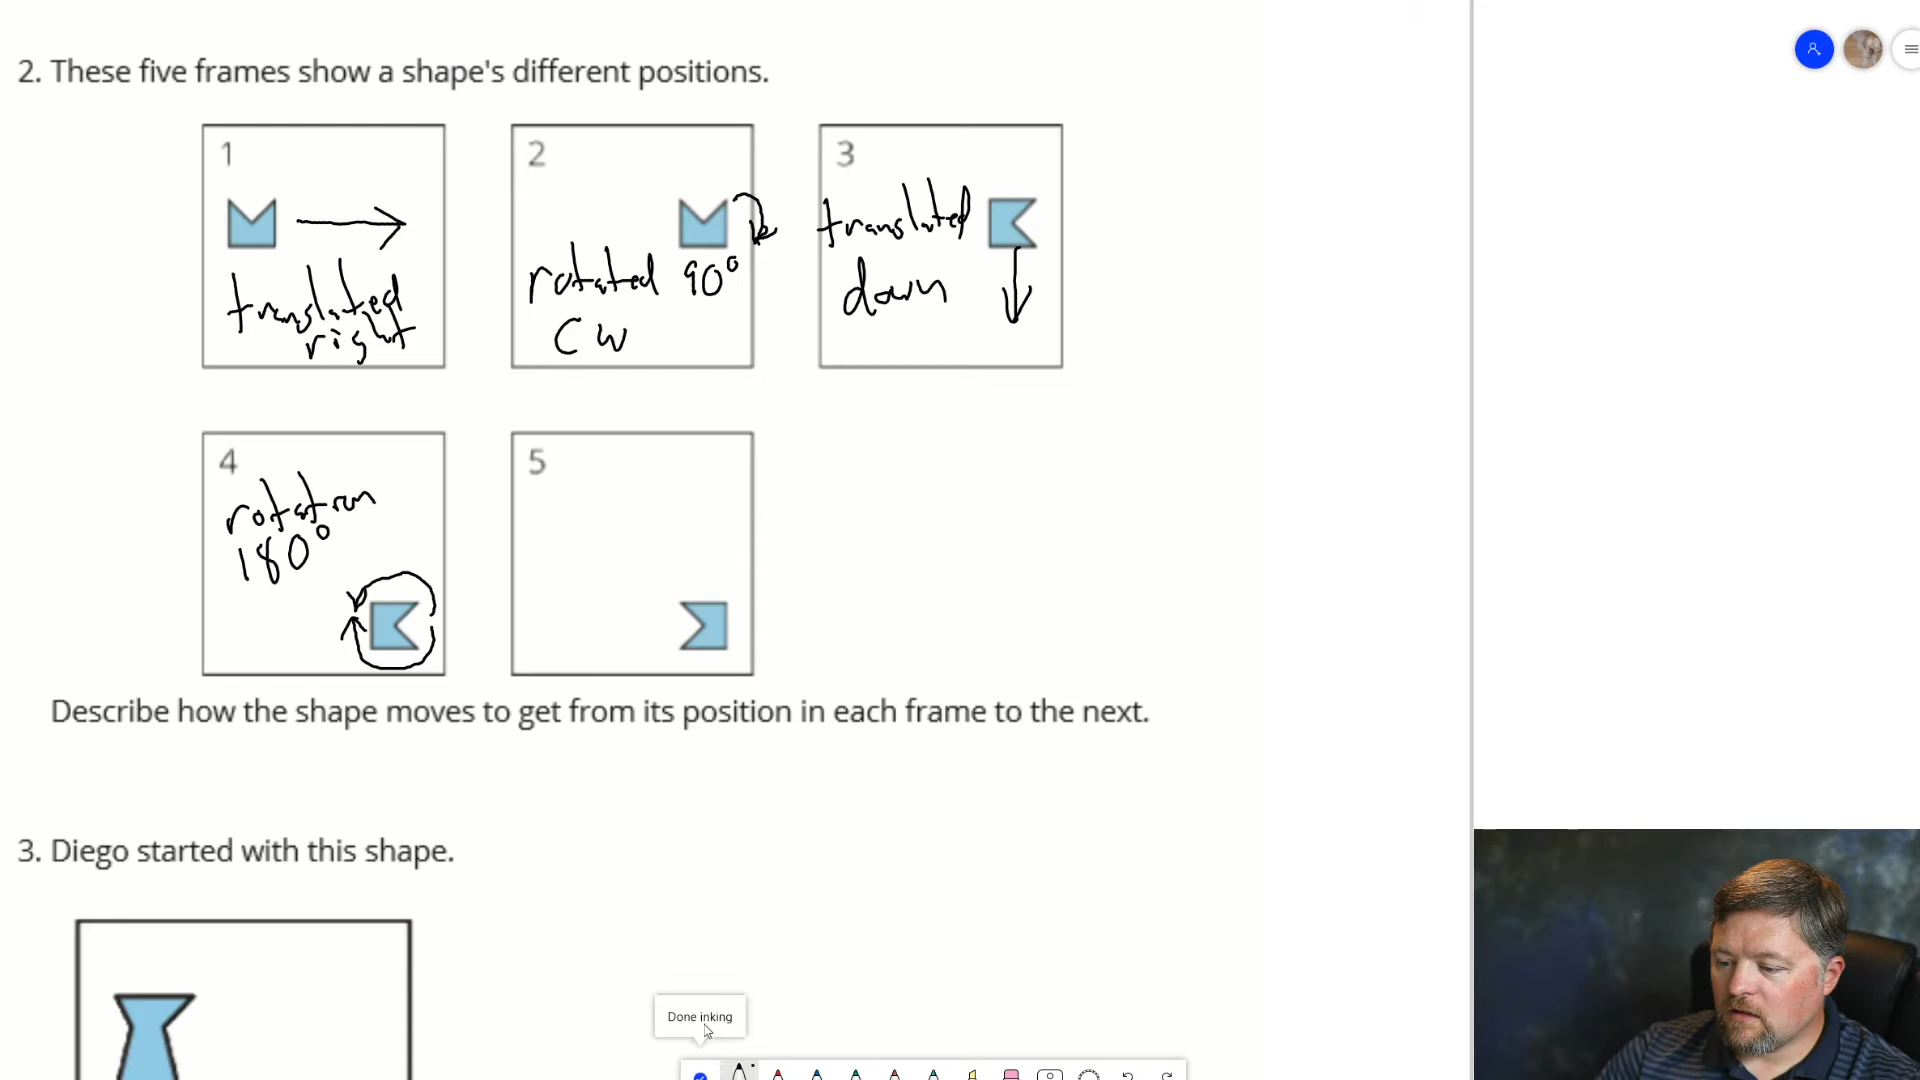 2. These five frames show a shape's different positions.
1
translated
right
2
rotated 90°
CW
3
translated
down
4
rotation
180°
5
Describe how the shape moves to get from its position in each frame to the next.
3. Diego started with this shape.
Done inking